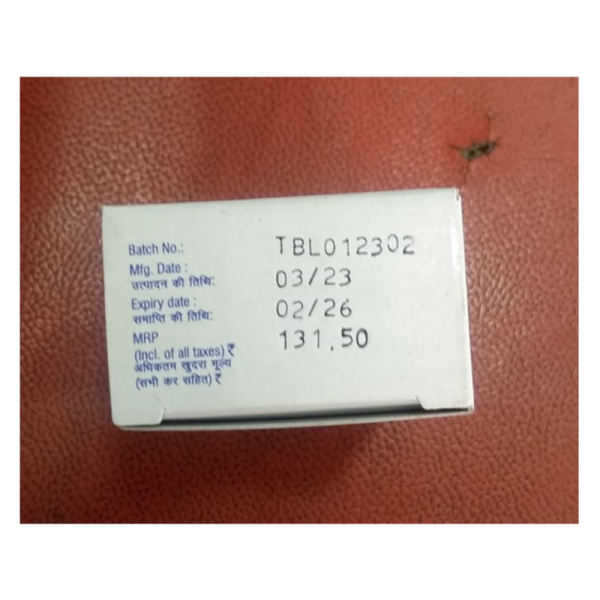 Batch No.: TBL012302
Mfg. Date : 03/23
उत्पादन की तिथि:
Expiry date : 02/26
समाप्ति की तिथि:
MRP 131.50
(Incl. of all taxes) ₹
अधिकतम खुदरा मूल्य
(सभी कर सहित) ₹